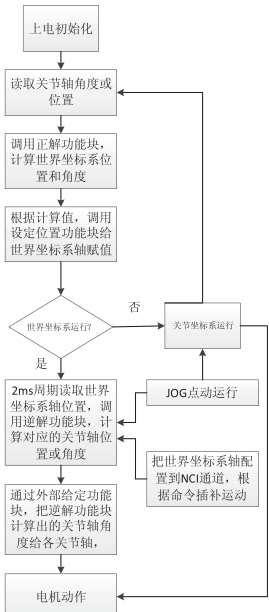 上电初始化
读取关节轴角度或
位置
调用正解功能块，
计算世界坐标系位
置和角度
根据计算值，调用
设定位置功能块给
世界坐标系轴赋值
世界坐标系运行?
否
关节坐标系运行
是
2ms周期读取世界
坐标系轴位置，调
用逆解功能块，计
算对应的关节轴位
置或角度
JOG点动运行
把世界坐标系轴配
置到NCI通道，根
据命令插补运动
通过外部给定功能
块，把逆解功能块
计算出的关节轴角
度给各关节轴，
电机动作